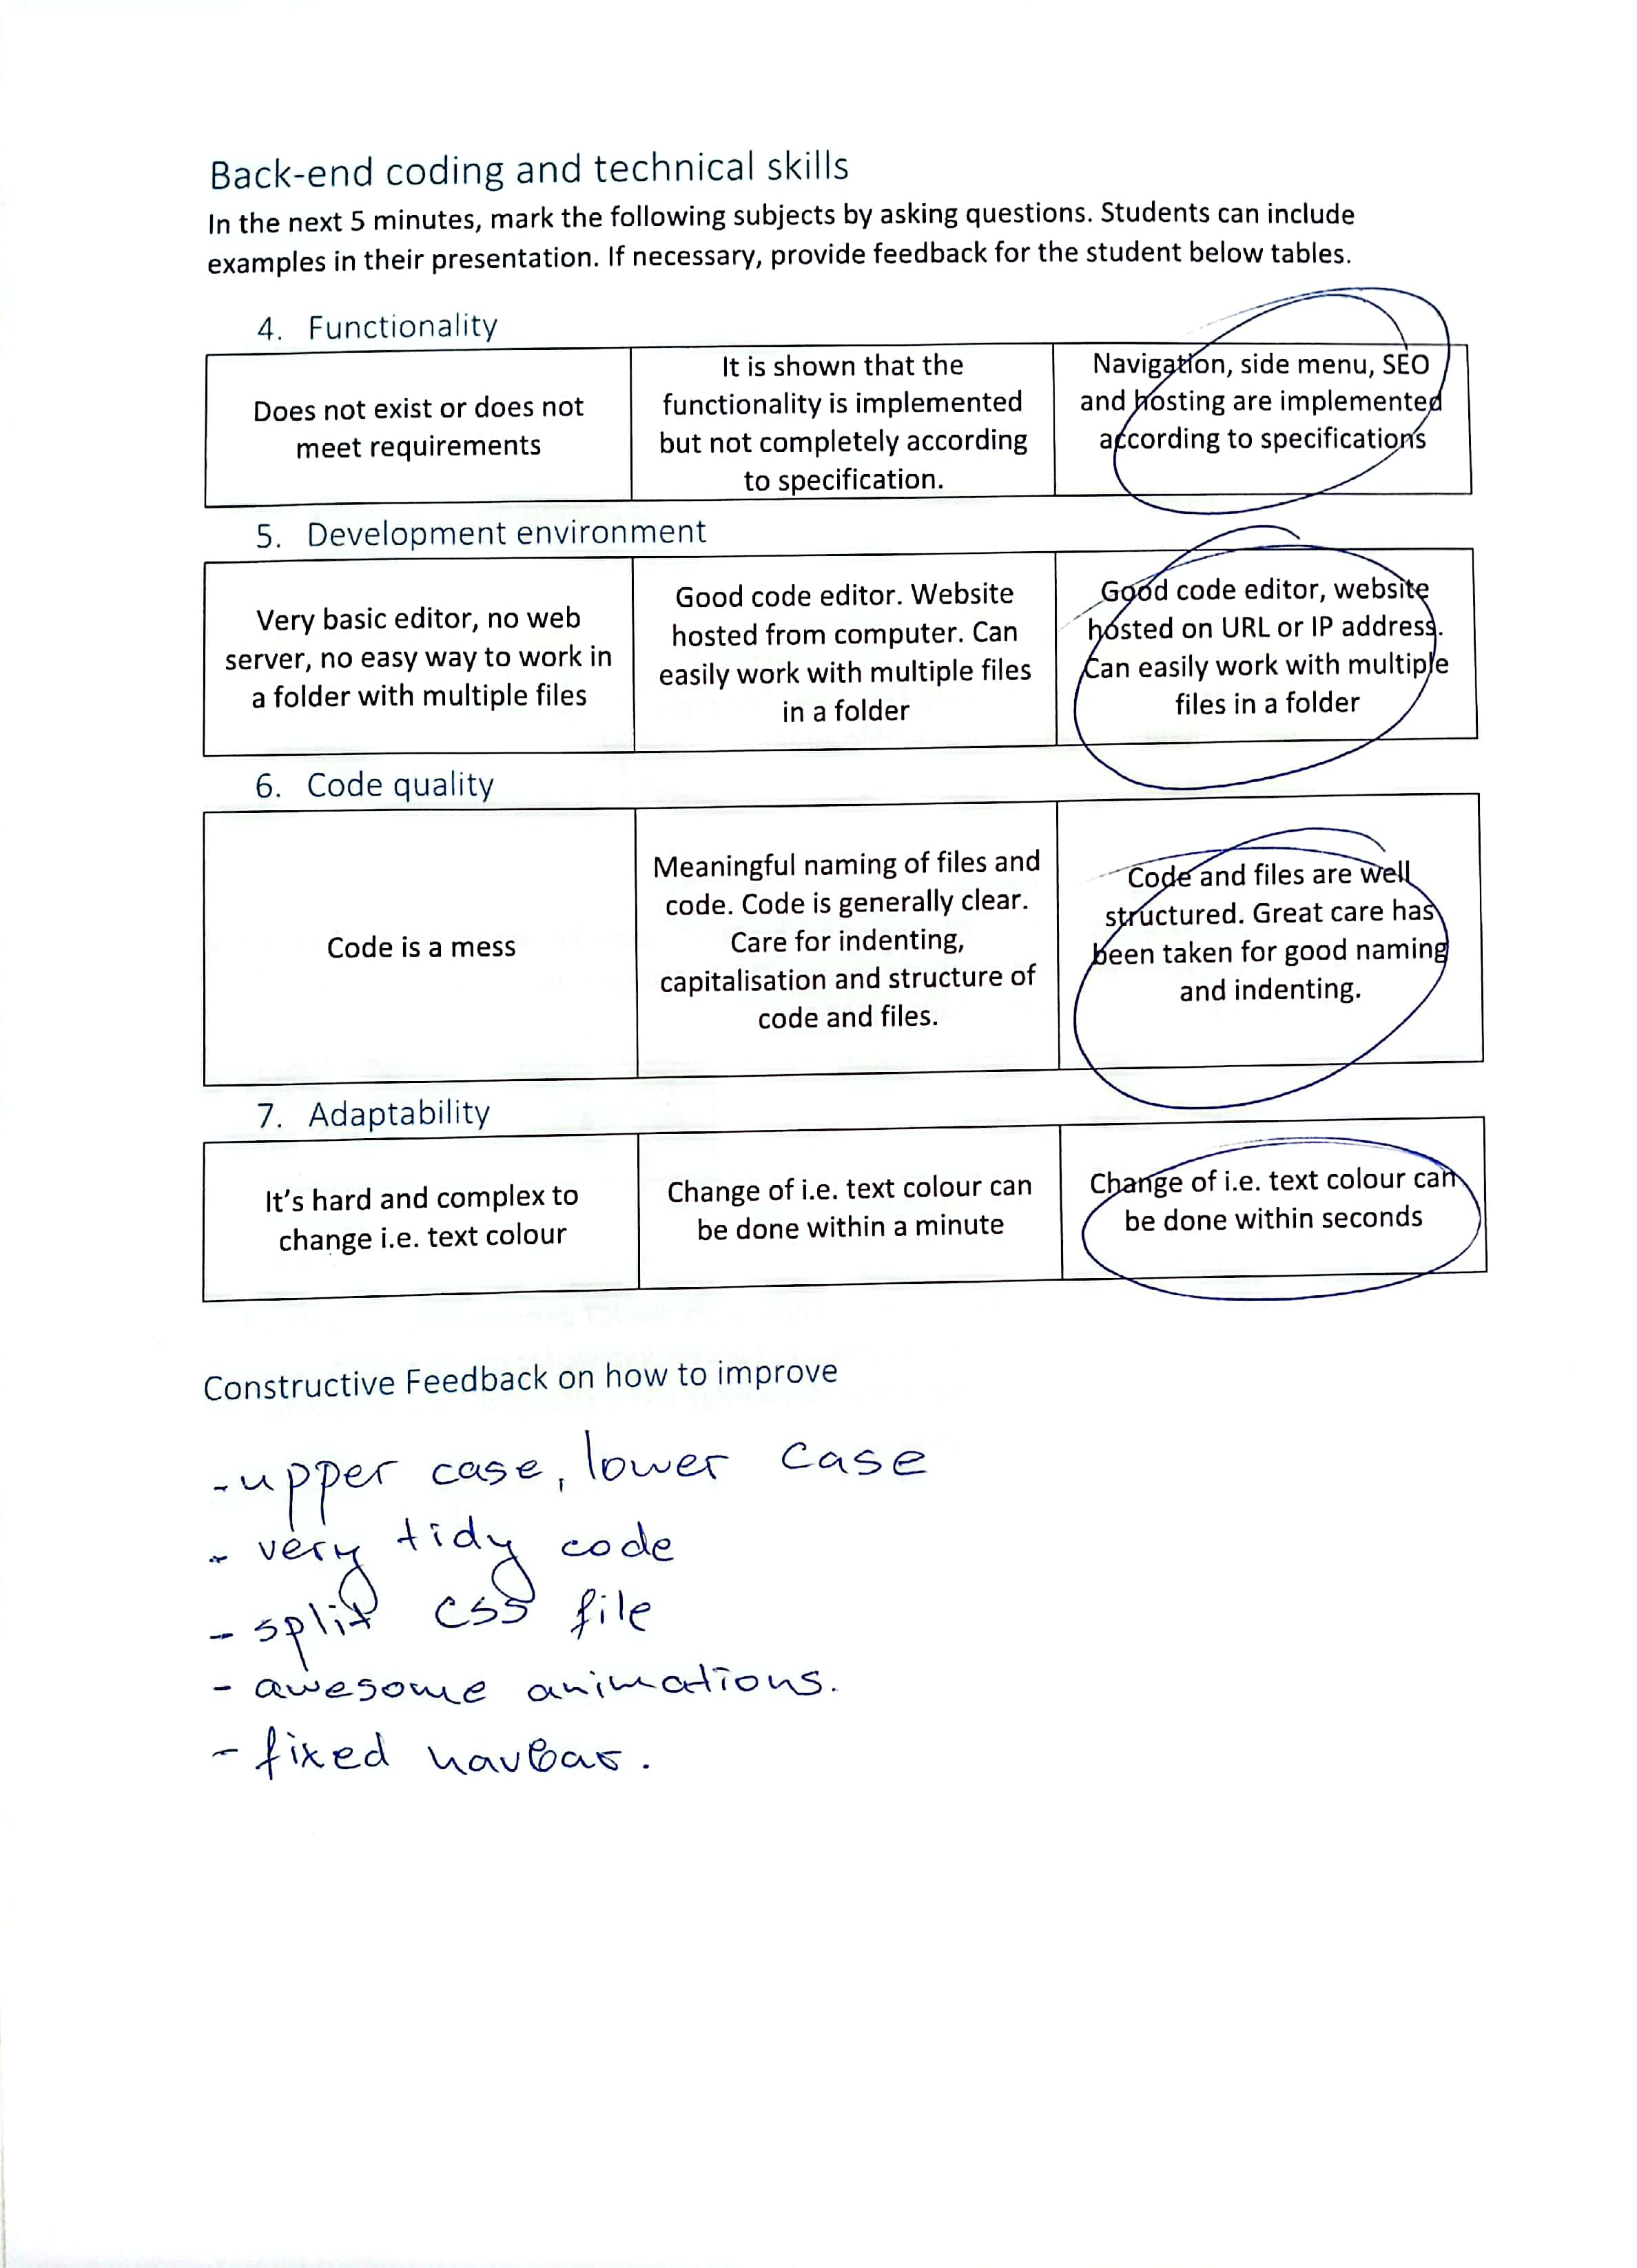 Back-end coding and technical skills
In the next 5 minutes, mark the following subjects by asking questions. Students can include
examples in their presentation. If necessary, provide feedback for the student below tables.
4. Functionality
Does not exist or does not
meet requirements
It is shown that the
functionality is implemented
but not completely according
to specification.
Navigation, side menu, SEO
and hosting are implemented
according to specifications
5. Development environment
Very basic editor, no web
server, no easy way to work in
a folder with multiple files
Good code editor. Website
hosted from computer. Can
easily work with multiple files
in a folder
Good code editor, website
hosted on URL or IP address.
Can easily work with multiple
files in a folder
6. Code quality
Code is a mess
Meaningful naming of files and
code. Code is generally clear.
Care for indenting,
capitalisation and structure of
code and files.
Code and files are well
structured. Great care has
been taken for good naming
and indenting.
7. Adaptability
It's hard and complex to
change i.e. text colour
Change of i.e. text colour can
be done within a minute
Change of i.e. text colour can
be done within seconds
Constructive Feedback on how to improve
- upper case, lower case
- very tidy code
- split css file
- awesome animations.
- fixed navbar.